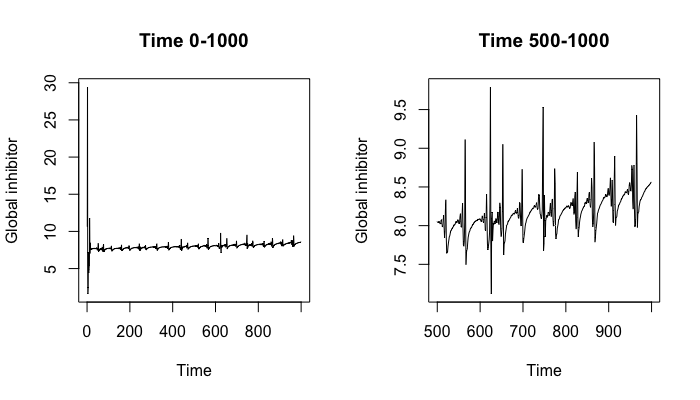 Time 0-1000
Global inhibitor
30
25
20
15
10
5
0 200 400 600 800
Time
Time 500-1000
Global inhibitor
9.5
9.0
8.5
8.0
7.5
500 600 700 800 900
Time